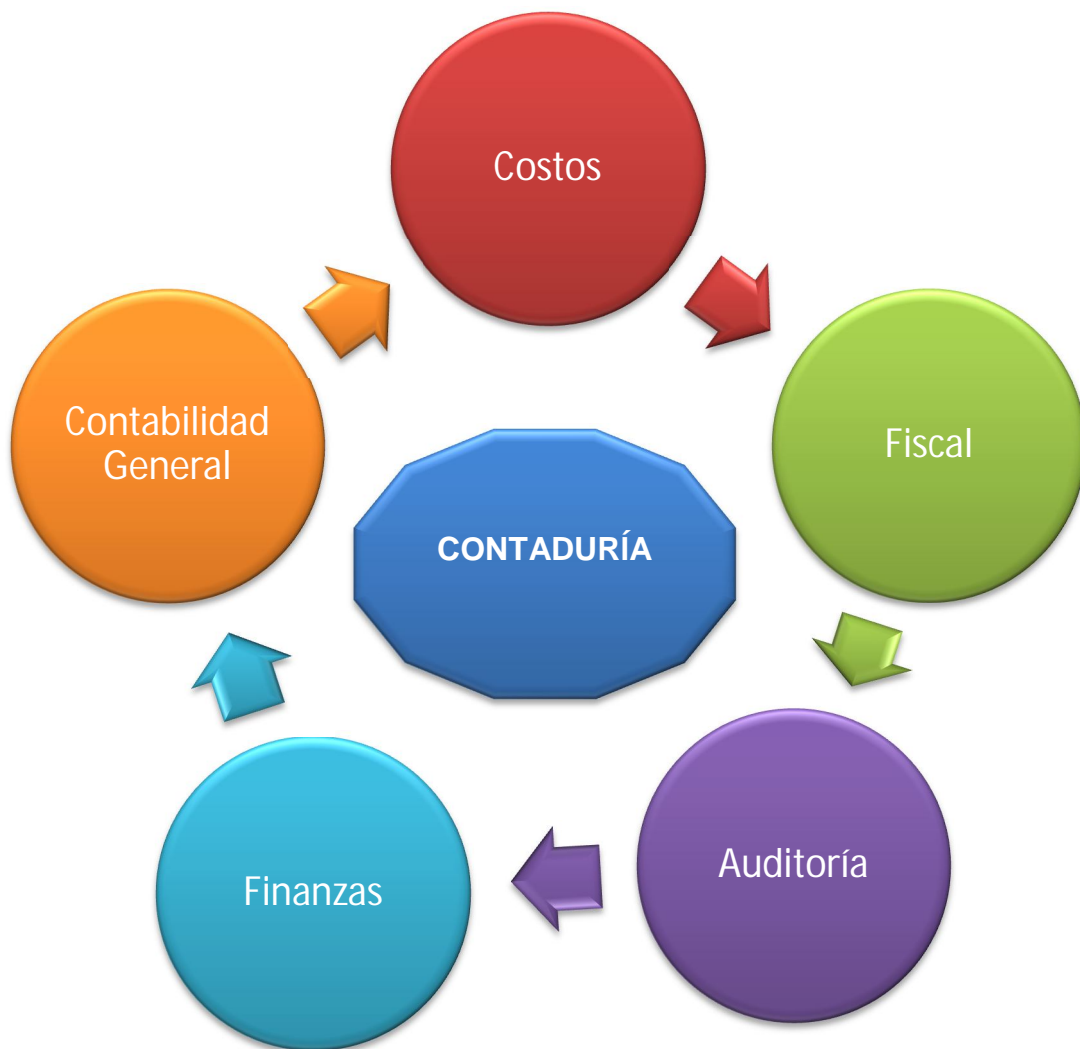 Costos
Contabilidad
General
Fiscal
CONTADURÍA
Auditoría
Finanzas